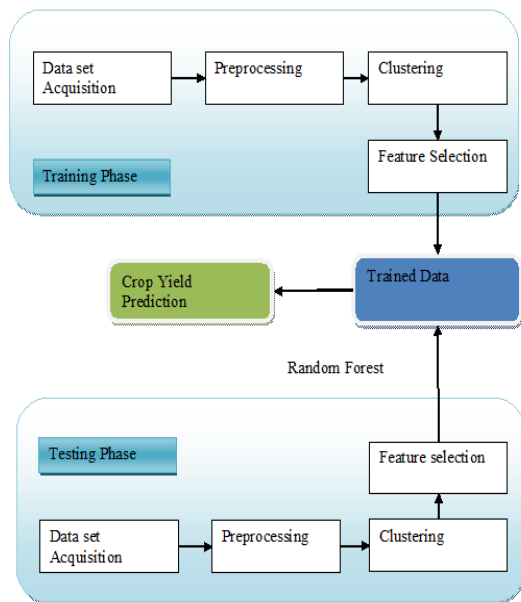 Data set
Acquisition
Preprocessing
Clustering
Feature Selection
Training Phase
Crop Yield
Prediction
Trained Data
Random Forest
Testing Phase
Feature selection
Data set
Acquisition
Preprocessing
Clustering